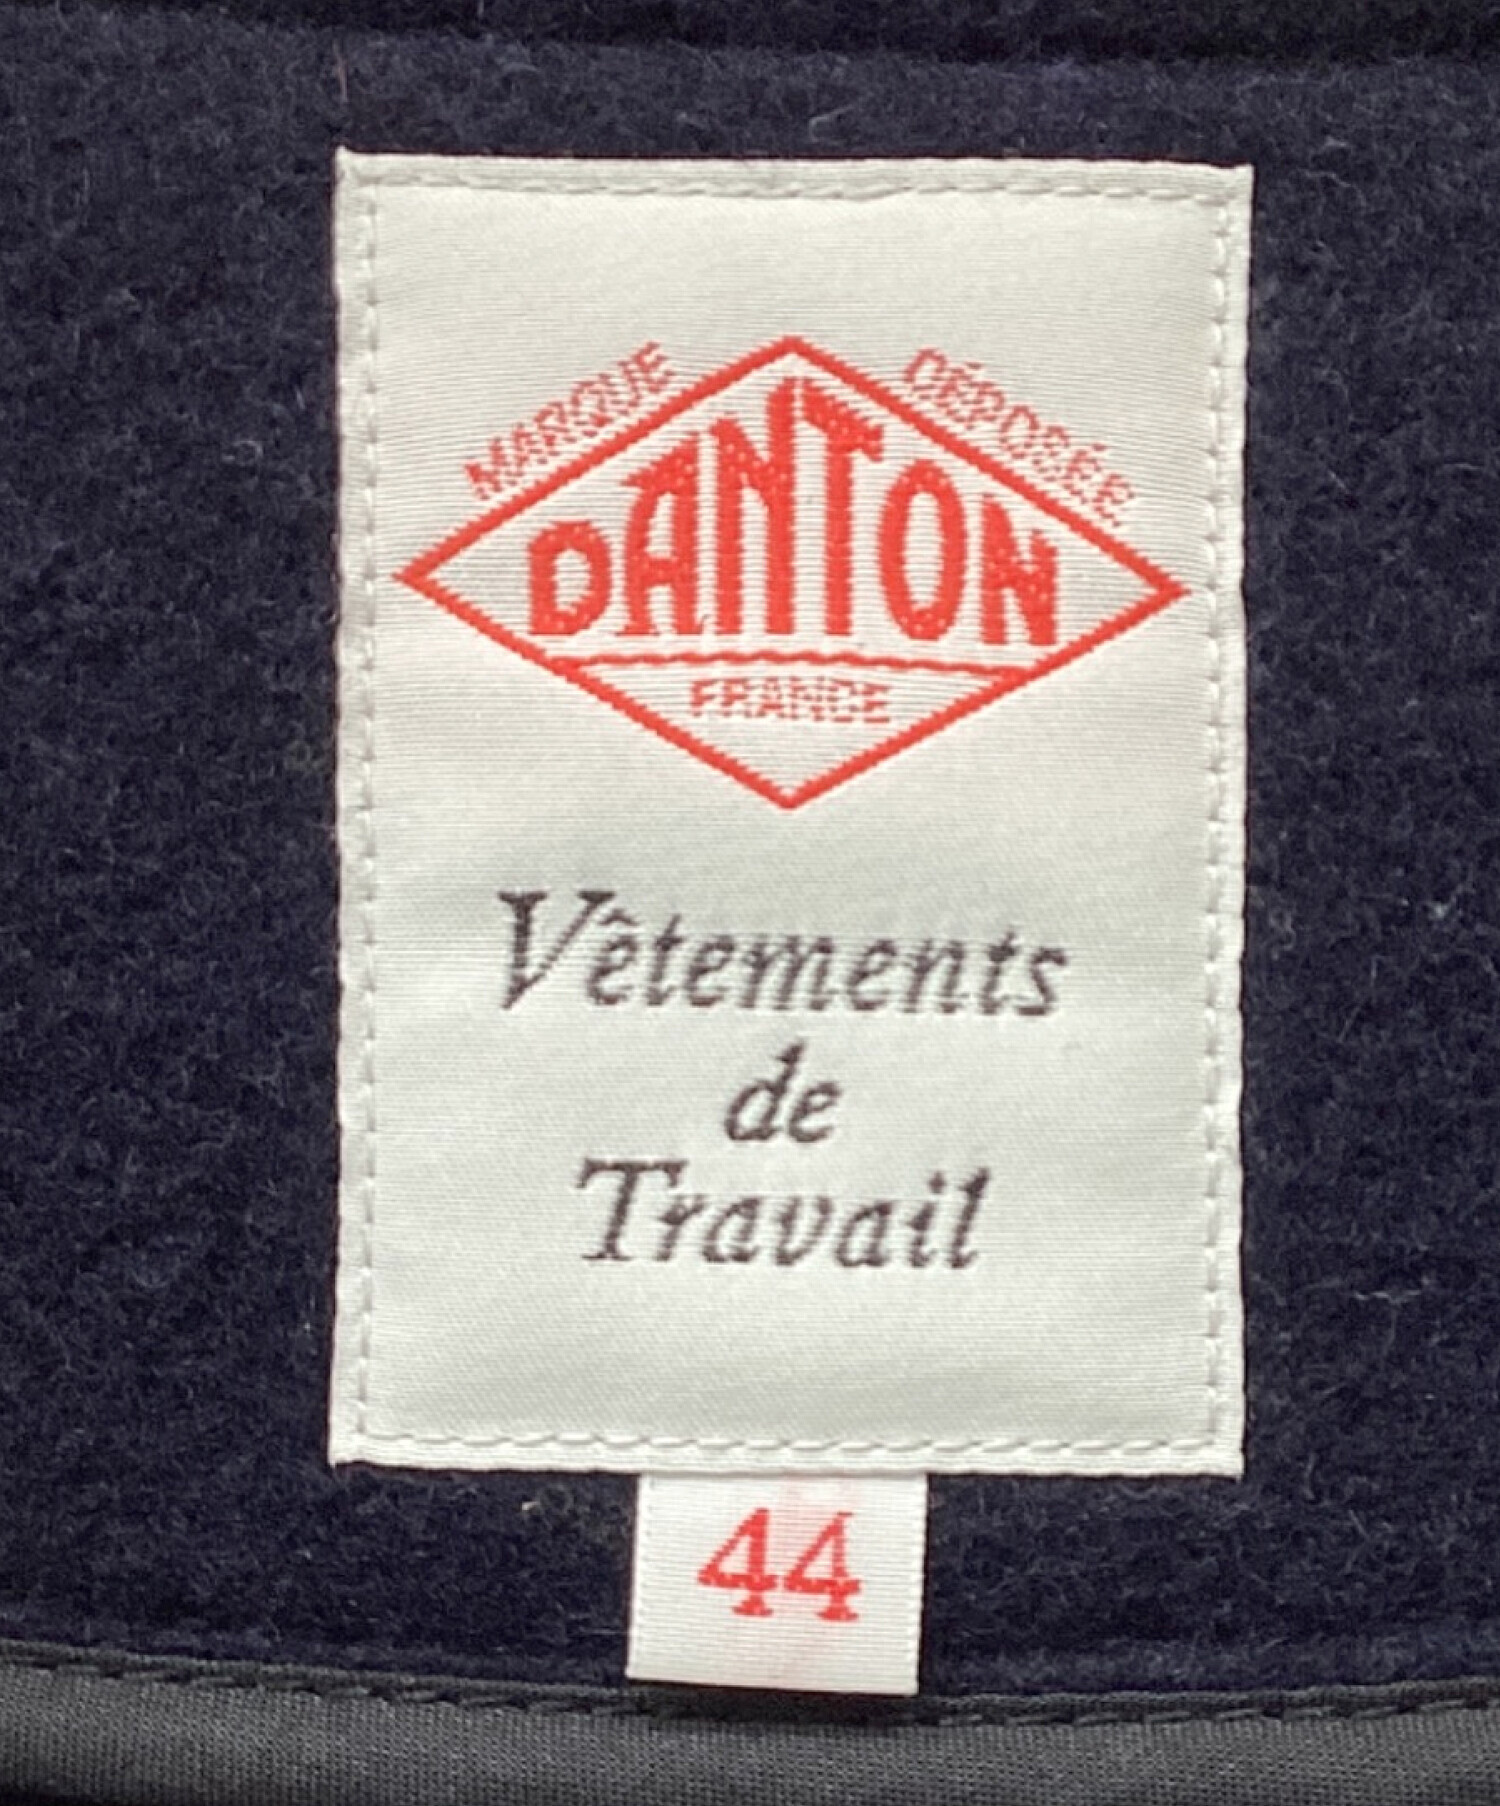 MARQUE DÉPOSÉE
DANTON
FRANCE
Vêtements
de
Travail
44